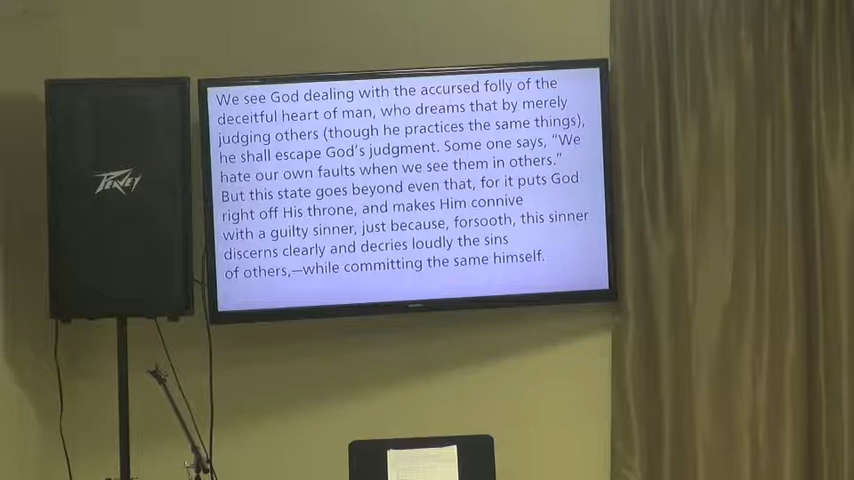 We see God dealing with the accursed folly of the
deceitful heart of man, who dreams that by merely
judging others (though he practices the same things),
he shall escape God's judgment. Some one says, "We
hate our own faults when we see them in others."
But this state goes beyond even that, for it puts God
right off His throne, and makes Him connive
with a guilty sinner, just because, forsooth, this sinner
discerns clearly and decries loudly the sins
of others,—while committing the same himself.
PEAVEY